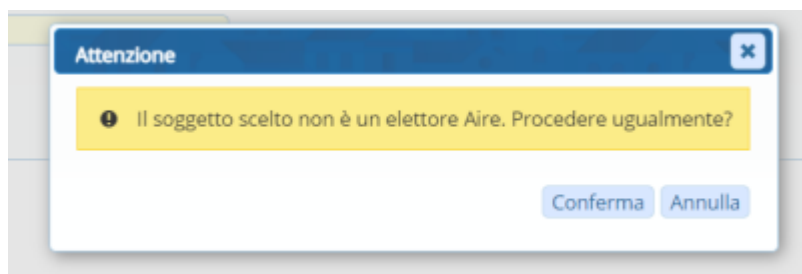 Attenzione
Il soggetto scelto non è un elettore Aire. Procedere ugualmente?
Conferma Annulla